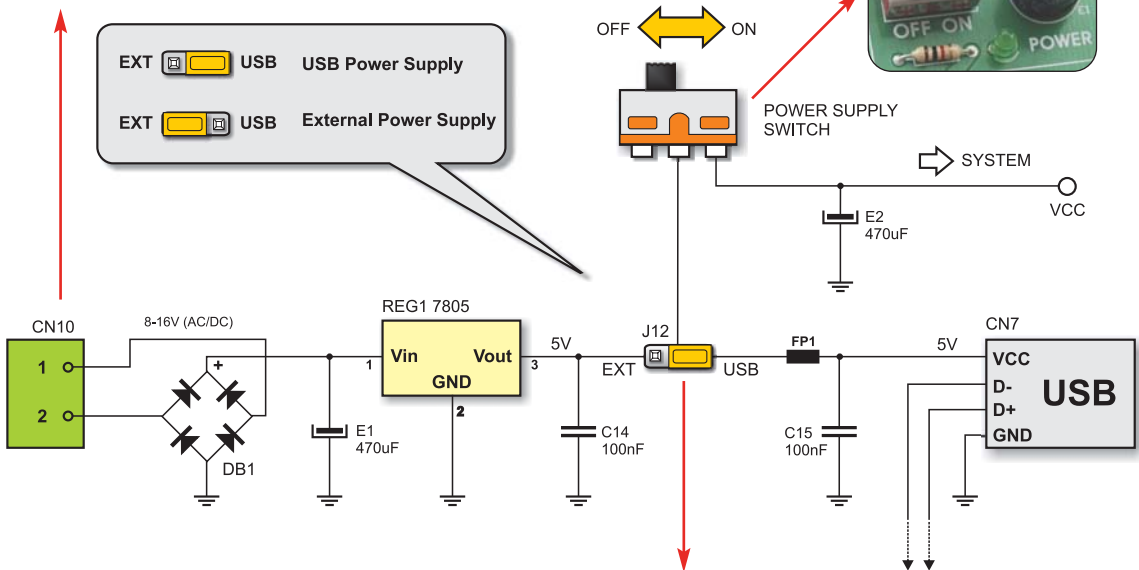 OFF ON
OFF ON
E1
POWER
EXT USB USB Power Supply
EXT USB External Power Supply
POWER SUPPLY
SWITCH
SYSTEM
VCC
E2
470uF
CN10
8-16V (AC/DC)
1
2
+
DB1
E1
470uF
REG1 7805
Vin
Vout
GND
1
3
2
5V
C14
100nF
J12
EXT USB
FP1
C15
100nF
5V
CN7
VCC
D-
D+
GND
USB